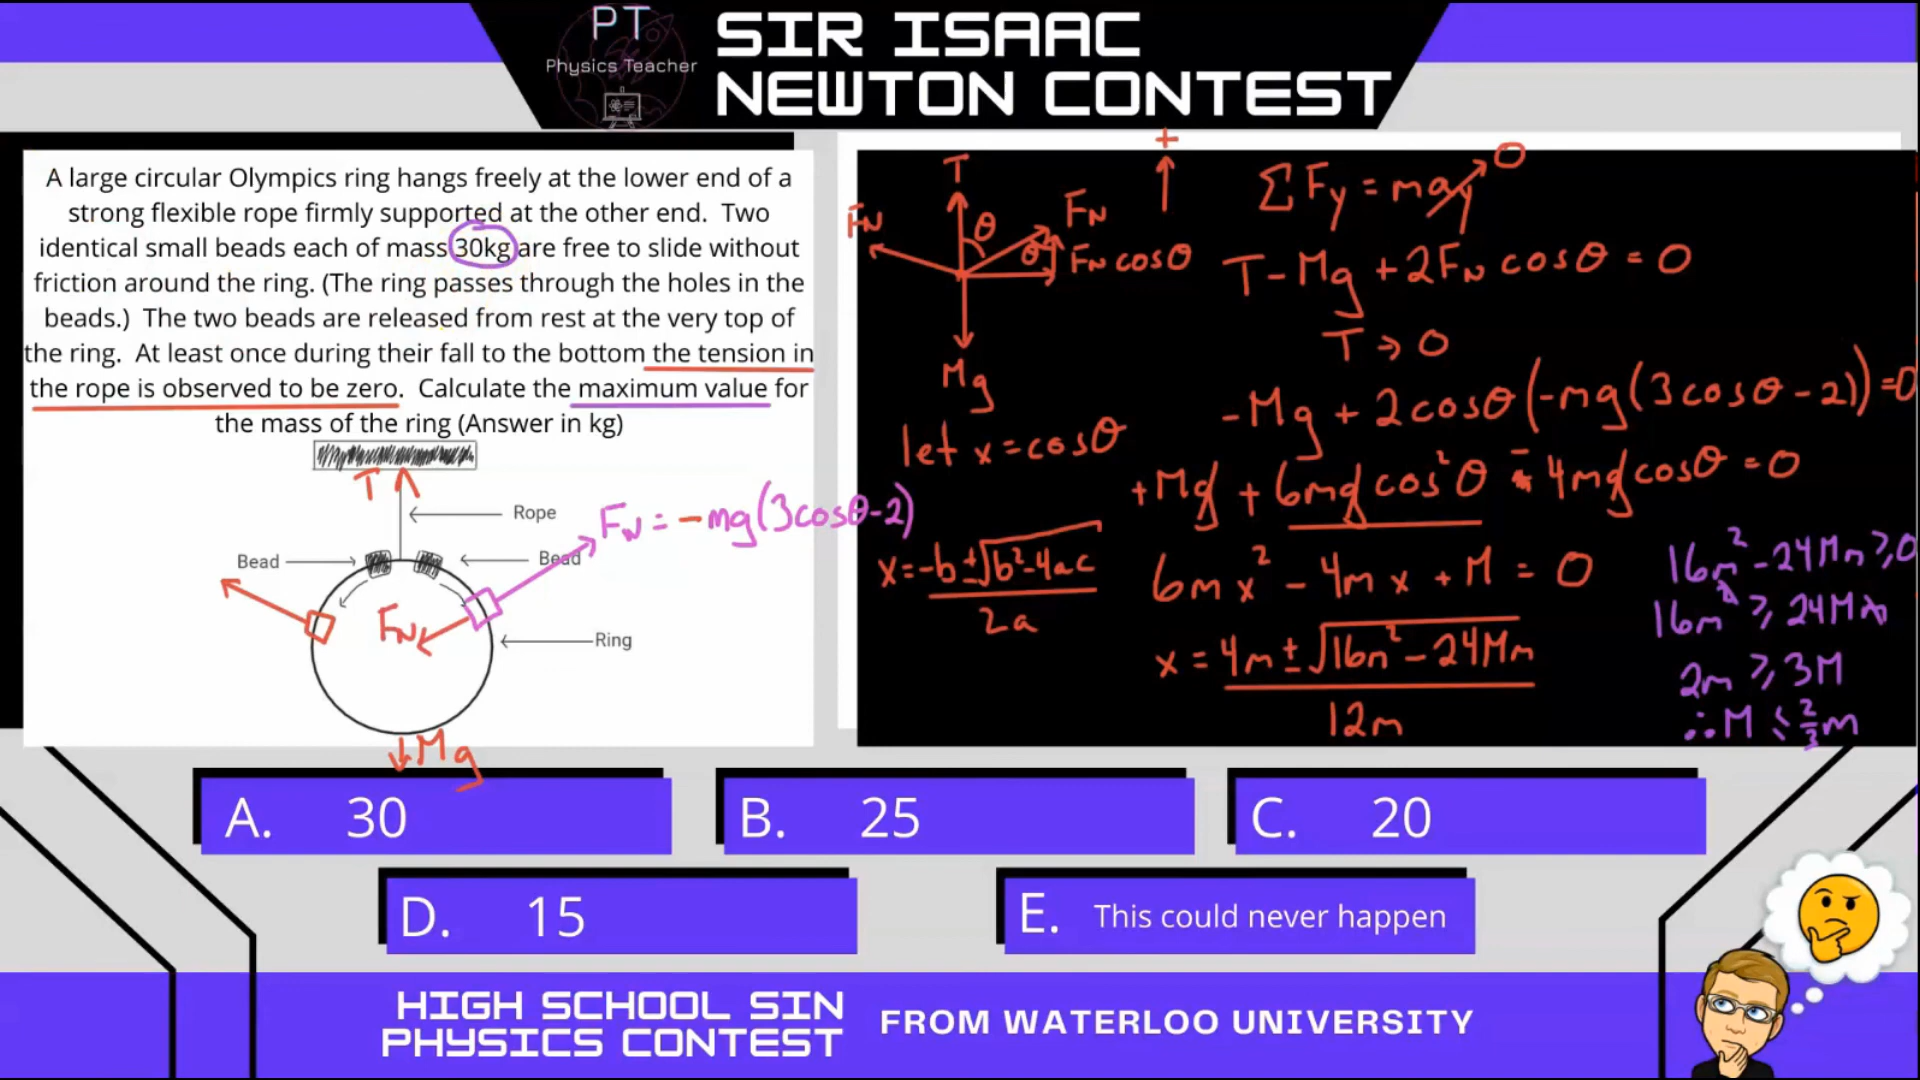 PT
Physics Teacher
SIR ISAAC
NEWTON CONTEST
A large circular Olympics ring hangs freely at the lower end of a
strong flexible rope firmly supported at the other end. Two
identical small beads each of mass 30kg are free to slide without
friction around the ring. (The ring passes through the holes in the
beads.) The two beads are released from rest at the very top of
the ring. At least once during their fall to the bottom the tension in
the rope is observed to be zero. Calculate the maximum value for
the mass of the ring (Answer in kg)
T
Rope
F_N = -mg(3cosθ-2)
Bead
Bead
F_N
Ring
Mg
+
T
F_N
θ
F_N
θ
F_N cosθ
Mg
ΣF_y = ma_y 0
T - Mg + 2F_N cosθ = 0
T → 0
-Mg + 2cosθ(-mg(3cosθ-2)) = 0
let x = cosθ
+Mg + 6mg cos²θ - 4mg cosθ = 0
x = -b ± √b²-4ac
2a
6mx² - 4mx + M = 0
x = 4m ± √16m² - 24Mm
12m
16m² - 24Mm ≥ 0
16m² ≥ 24Mm
2m ≥ 3M
∴ M ≤ 2/3 m
A. 30
B. 25
C. 20
D. 15
E. This could never happen
HIGH SCHOOL SIN
PHYSICS CONTEST
FROM WATERLOO UNIVERSITY